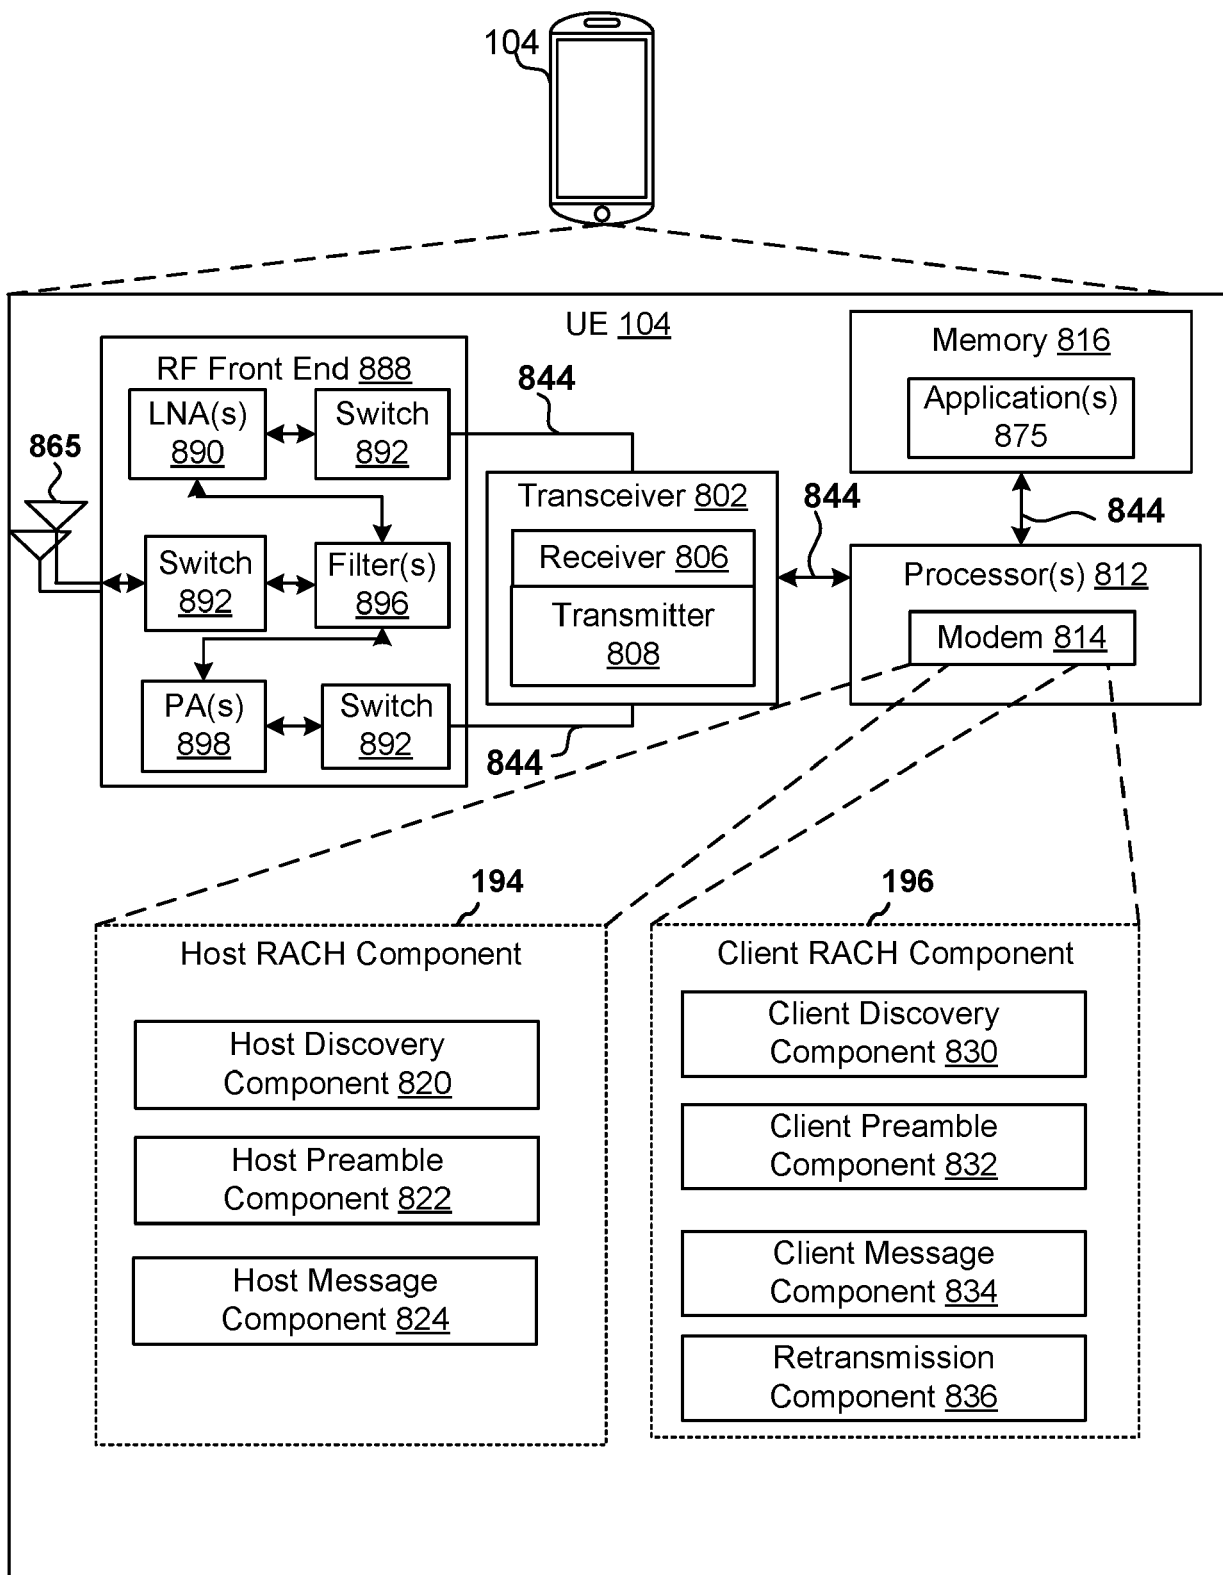 104
UE 104
RF Front End 888
LNA(s)
890
Switch
892
844
865
Switch
892
Filter(s)
896
PA(s)
898
Switch
892
844
Transceiver 802
Receiver 806
Transmitter
808
844
Memory 816
Application(s)
875
844
Processor(s) 812
Modem 814
194
Host RACH Component
Host Discovery
Component 820
Host Preamble
Component 822
Host Message
Component 824
196
Client RACH Component
Client Discovery
Component 830
Client Preamble
Component 832
Client Message
Component 834
Retransmission
Component 836